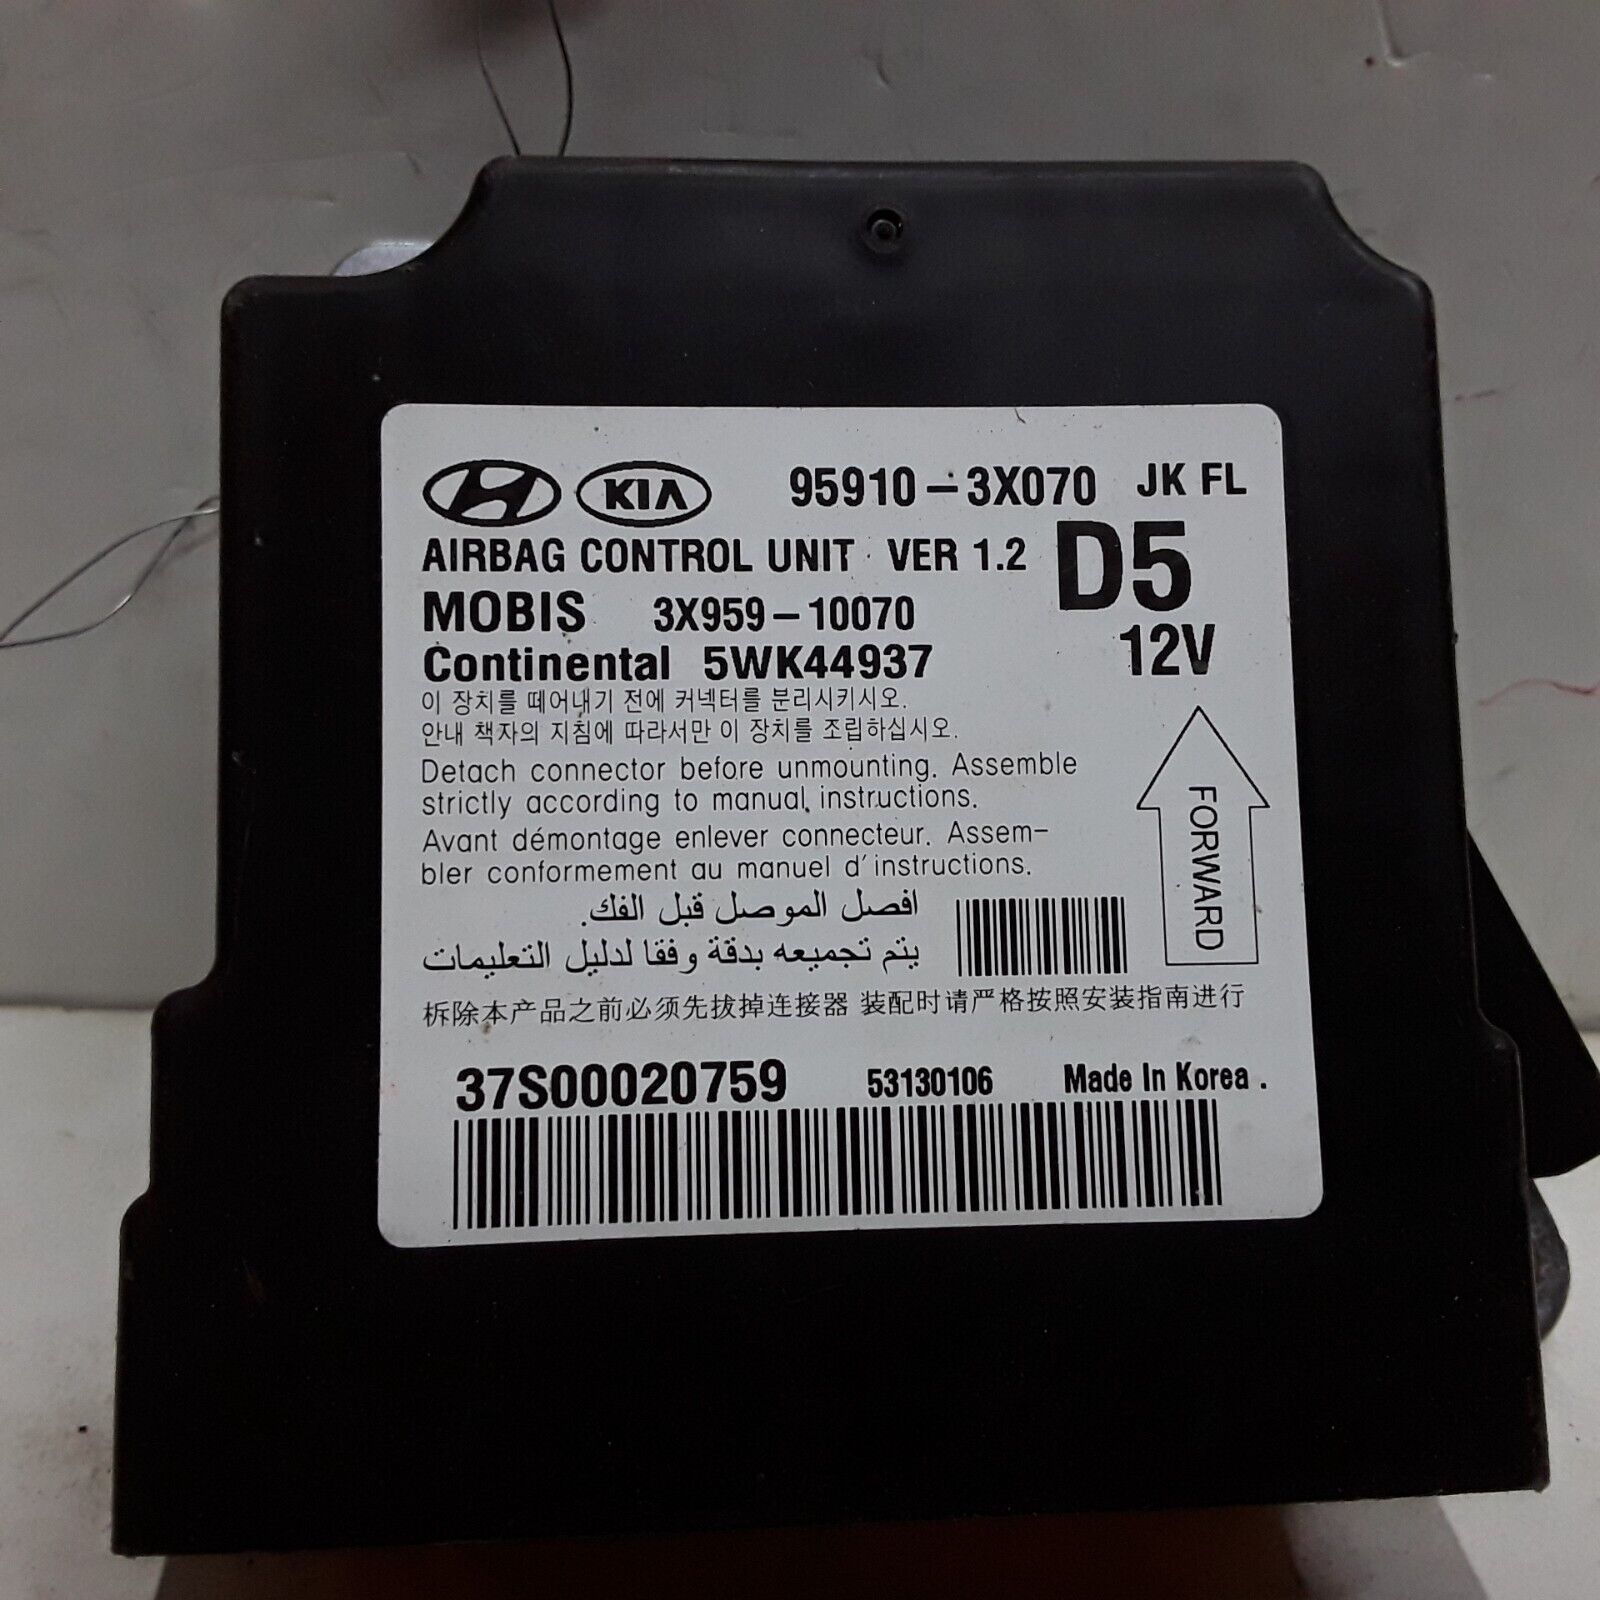 KIA 95910-3X070 JK FL
AIRBAG CONTROL UNIT VER 1.2 D5
MOBIS 3X959-10070
Continental 5WK44937 12V
이 장치를 떼어내기 전에 커넥터를 분리시키시오.
안내 책자의 지침에 따라서만 이 장치를 조립하십시오.
Detach connector before unmounting. Assemble
strictly according to manual instructions.
Avant démontage enlever connecteur. Assem-
bler conformement au manuel d'instructions.
افصل الموصل قبل الفك.
يتم تجميعه بدقة وفقا لدليل التعليمات
FORWARD
拆除本产品之前必须先拔掉连接器 装配时请严格按照安装指南进行
37S00020759 53130106 Made In Korea .